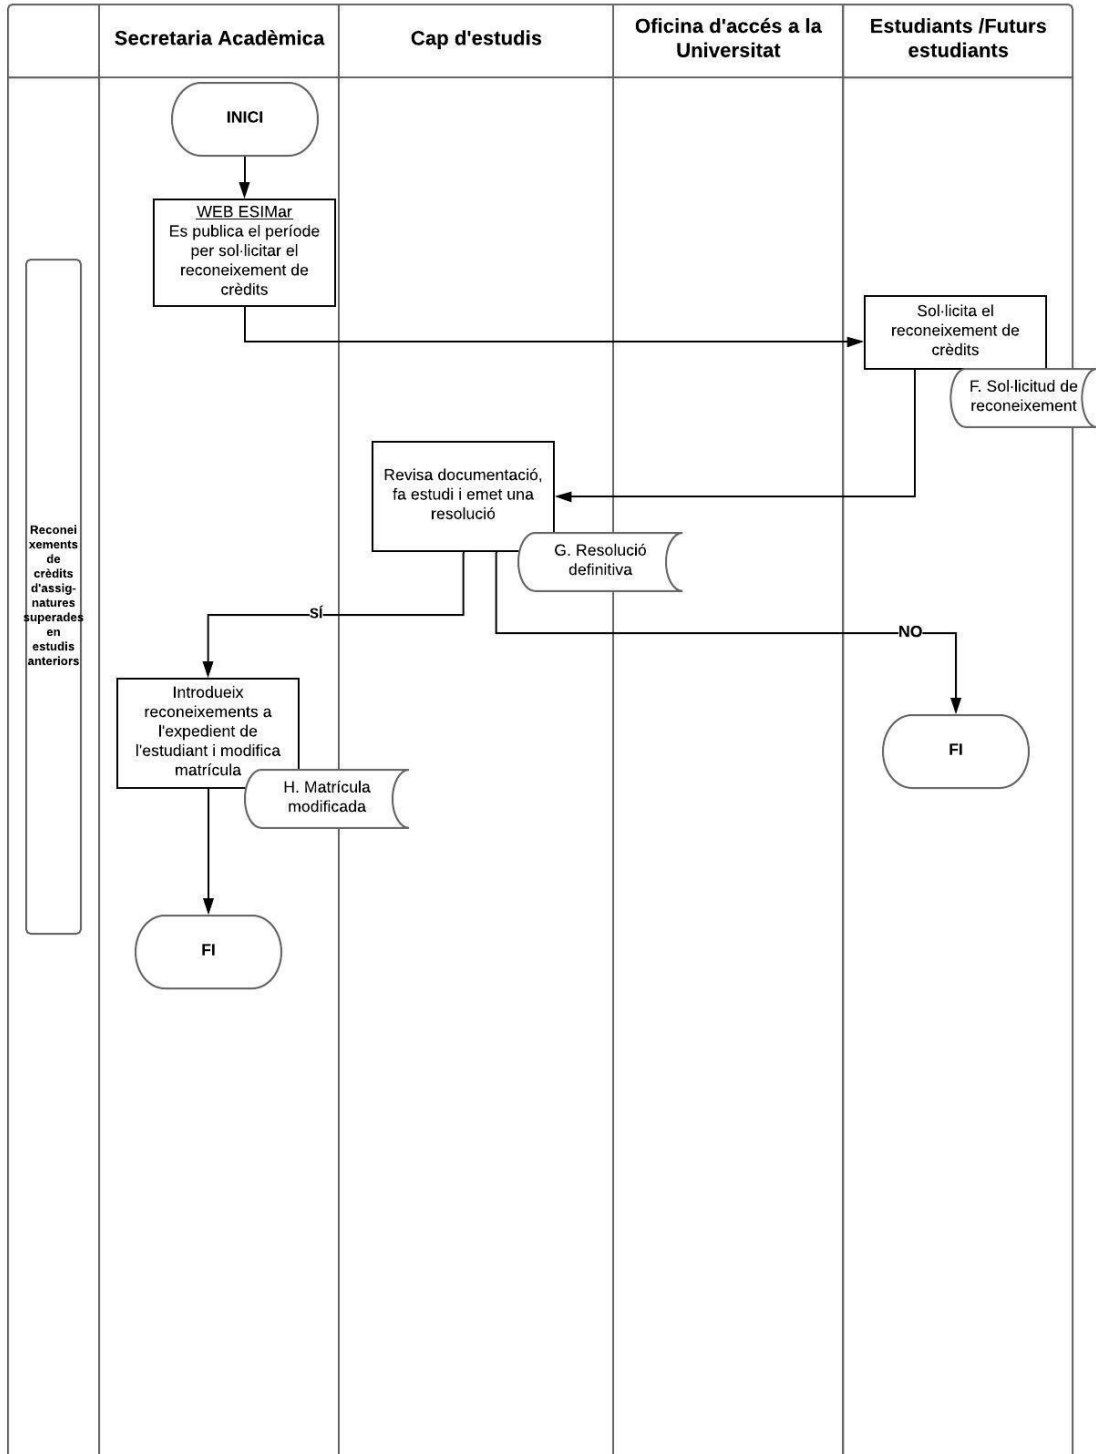 Secretaria Acadèmica
Cap d'estudis
Oficina d'accés a la
Universitat
Estudiants /Futurs
estudiants
INICI
WEB ESIMar
Es publica el període
per sol·licitar el
reconeixement de
crèdits
Sol·licita el
reconeixement de
crèdits
F. Sol·licitud de
reconeixement
Revisa documentació,
fa estudi i emet una
resolució
G. Resolució
definitiva
Reconei
xements
de
crèdits
d'assig-
natures
superades
en
estudis
anteriors
SÍ
NO
Introdueix
reconeixements a
l'expedient de
l'estudiant i modifica
matrícula
H. Matrícula
modificada
FI
FI